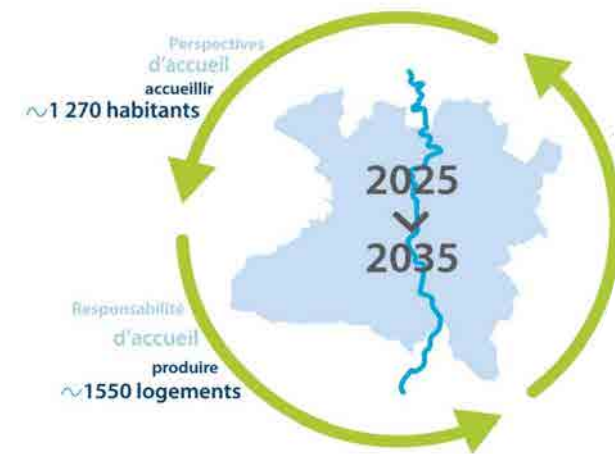 Perspectives
d'accueil
accueillir
~1 270 habitants
2025
2035
Responsabilité
d'accueil
produire
~1550 logements